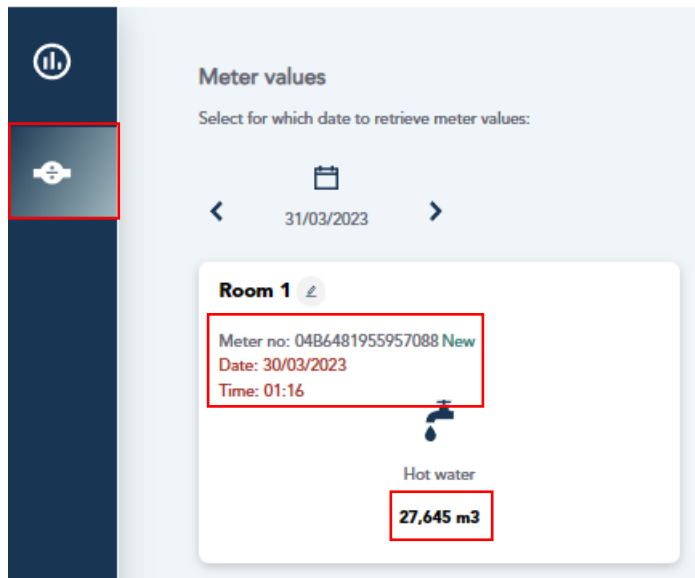 Meter values
Select for which date to retrieve meter values:
31/03/2023
Room 1
Meter no: 04B6481955957088 New
Date: 30/03/2023
Time: 01:16
Hot water
27,645 m3